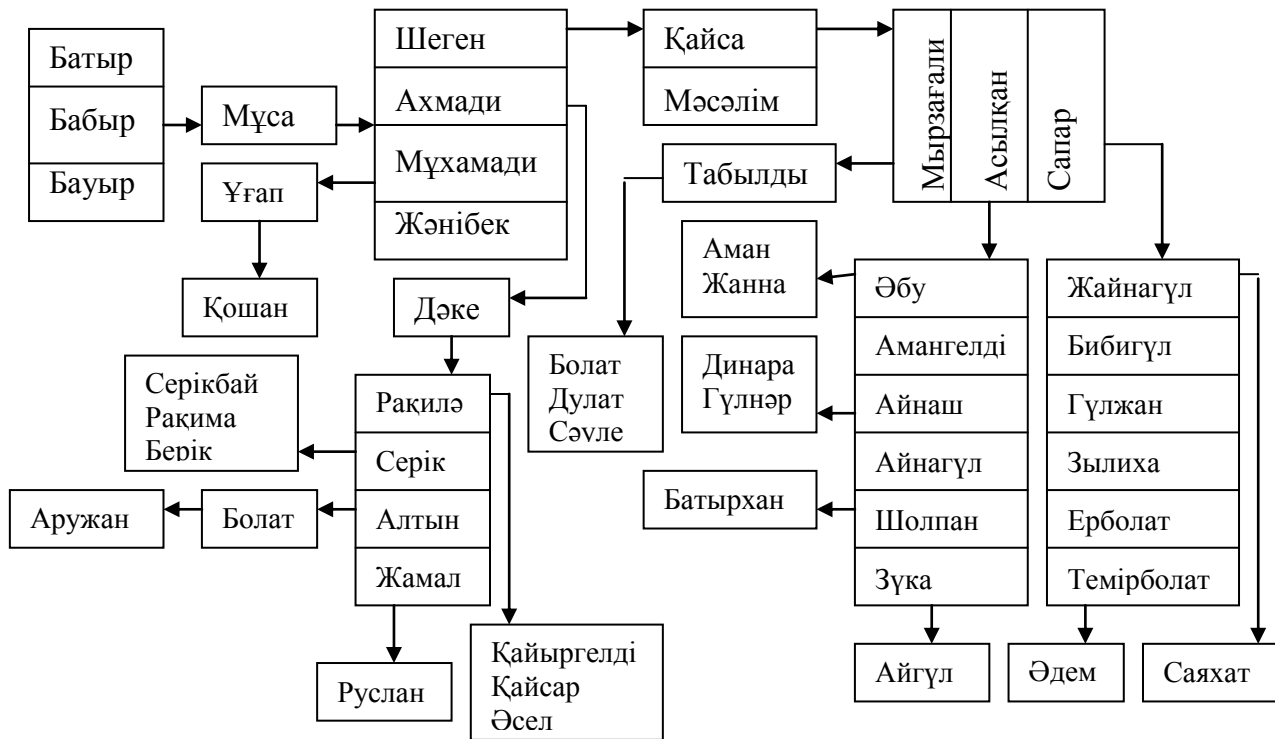 Батыр
Бабыр
Бауыр
Мұса
Шеген
Ахмади
Мұхамади
Жәнібек
Қайса
Мәсәлім
Мырзағали
Асылқан
Сапар
Ұғап
Қошан
Табылды
Дәке
Болат
Дулат
Сәуле
Аман
Жанна
Динара
Гүлнәр
Батырхан
Әбу
Амангелді
Айнаш
Айнагүл
Шолпан
Зүка
Жайнагүл
Бибигүл
Гүлжан
Зылиха
Ерболат
Темірболат
Серікбай
Рақима
Берік
Рақилә
Серік
Алтын
Жамал
Аружан
Болат
Руслан
Қайыргелді
Қайсар
Әсел
Айгүл
Әдем
Саяхат